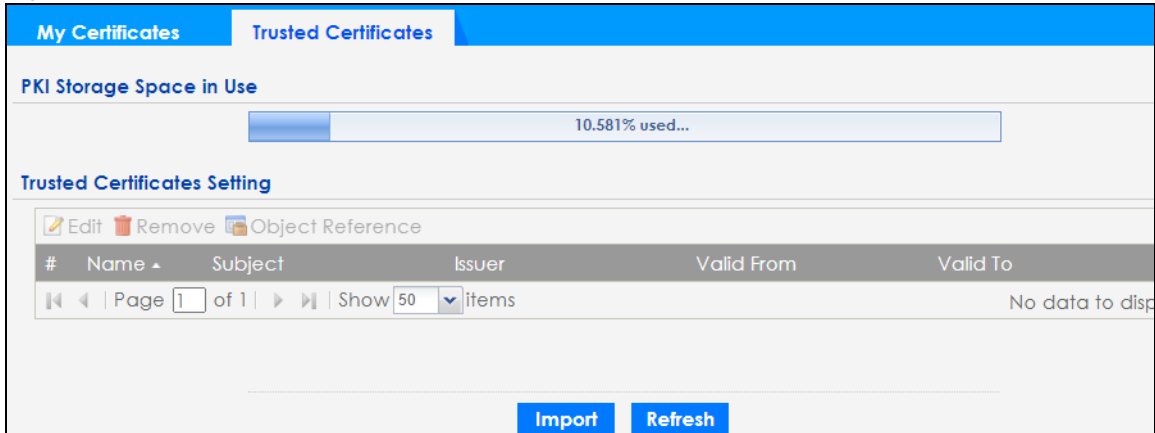 My Certificates Trusted Certificates
PKI Storage Space in Use
10.581% used...
Trusted Certificates Setting
Edit Remove Object Reference
# Name Subject Issuer Valid From Valid To
Page 1 of 1 Show 50 items No data to disp
Import Refresh